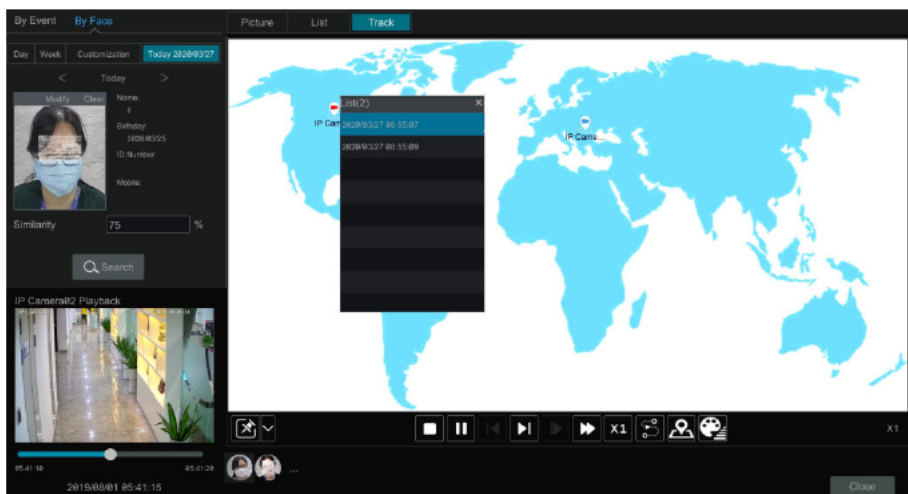 By Event By Face
Picture List Track
Day Week Customization Today 2020/03/27
< Today >
Modify Clear
Name:
Birthday:
2020/03/25
ID Number:
Mobile:
Similarity 75 %
Search
List(2) ×
2020/03/27 08:55:07
2020/03/27 08:55:09
IP Cam
IP Came...
IP Camera02 Playback
05:41:10 05:41:20
2019/08/01 05:41:15
X1
X1
...
Close